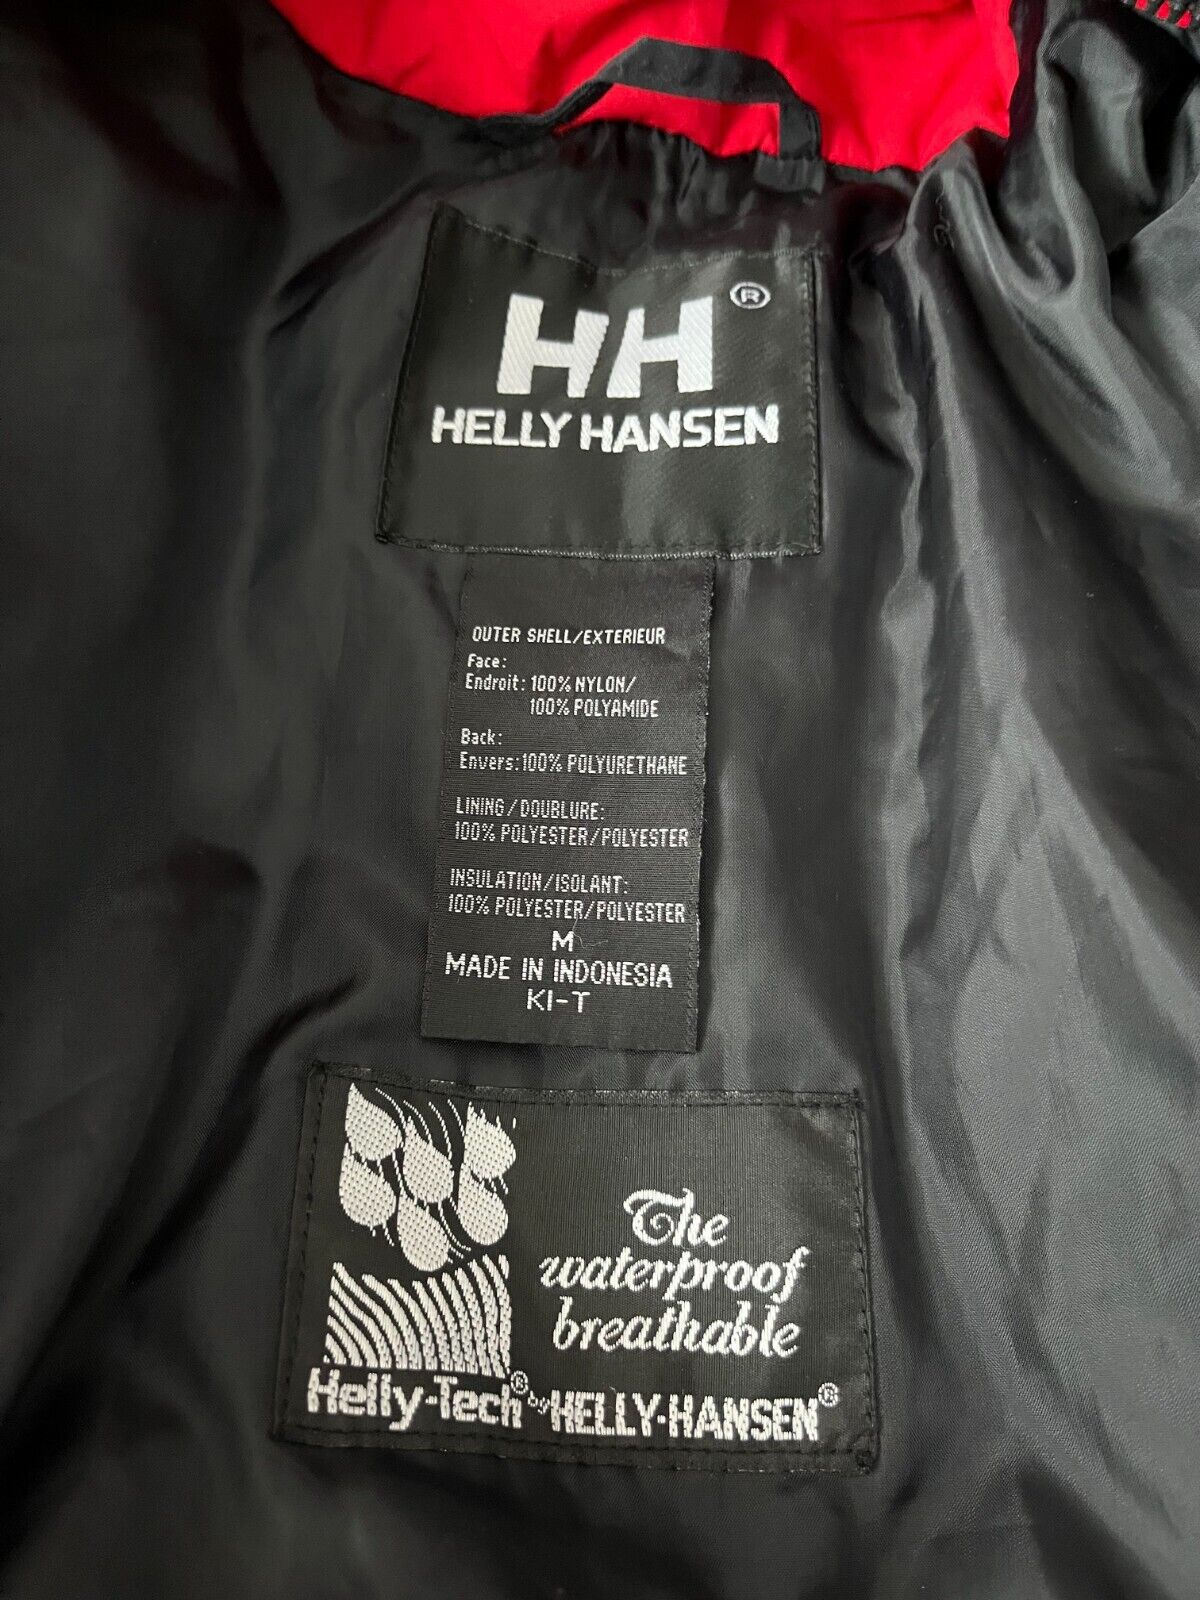 HH ®
HELLY HANSEN
OUTER SHELL/EXTERIEUR
Face:
Endroit: 100% NYLON/
100% POLYAMIDE
Back:
Envers: 100% POLYURETHANE
LINING/DOUBLURE:
100% POLYESTER/POLYESTER
INSULATION/ISOLANT:
100% POLYESTER/POLYESTER
M
MADE IN INDONESIA
KI-T
The
waterproof
breathable
Helly-Tech® by HELLY-HANSEN®